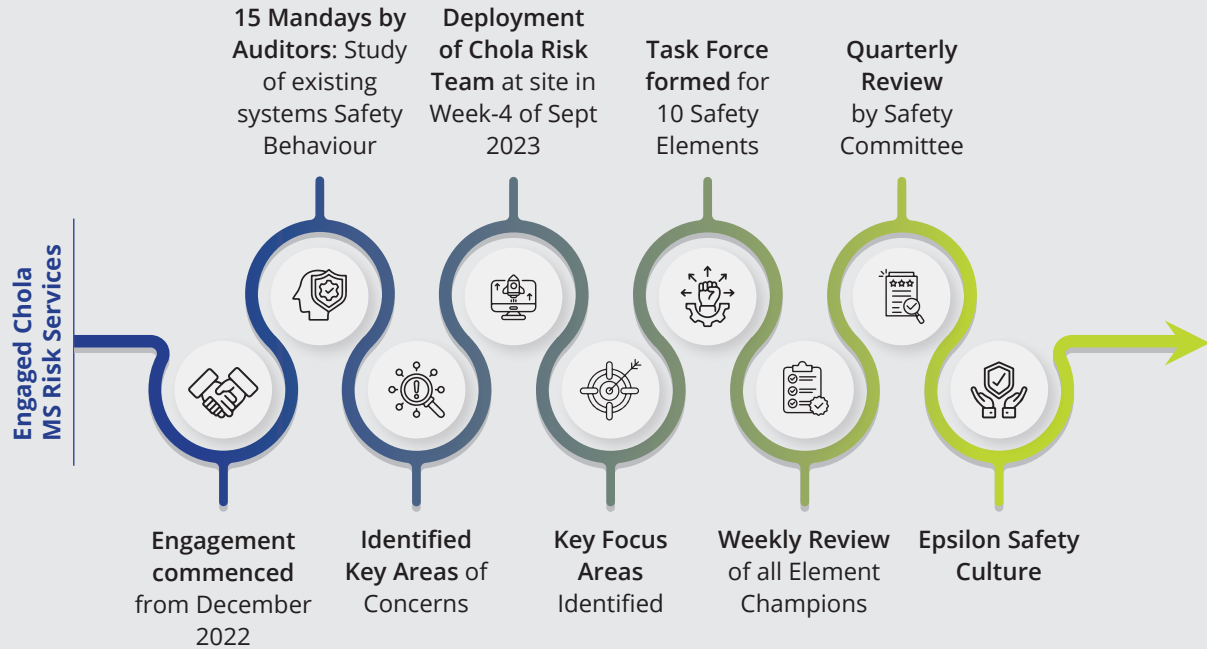 Engaged Chola
MS Risk Services
Engagement
commenced
from December
2022
15 Mandays by
Auditors: Study
of existing
systems Safety
Behaviour
Identified
Key Areas of
Concerns
Deployment
of Chola Risk
Team at site in
Week-4 of Sept
2023
Key Focus
Areas
Identified
Task Force
formed for
10 Safety
Elements
Weekly Review
of all Element
Champions
Quarterly
Review
by Safety
Committee
Epsilon Safety
Culture